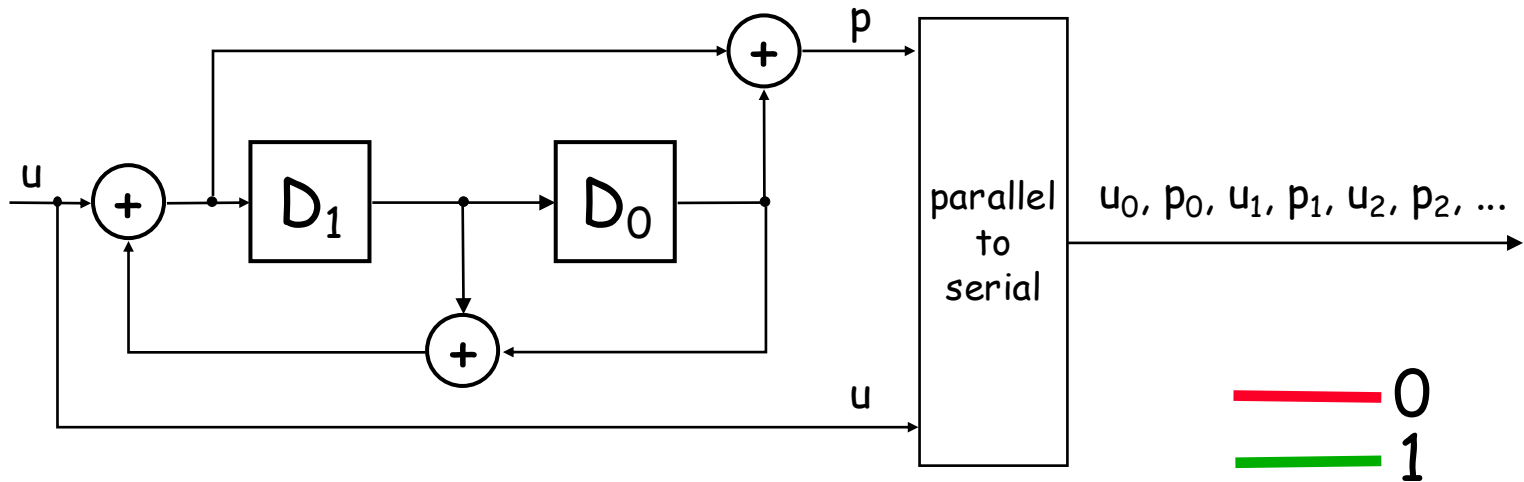 p
+
u
+
D₁
D₀
parallel
to
serial
u₀, p₀, u₁, p₁, u₂, p₂, ...
+
u
0
1